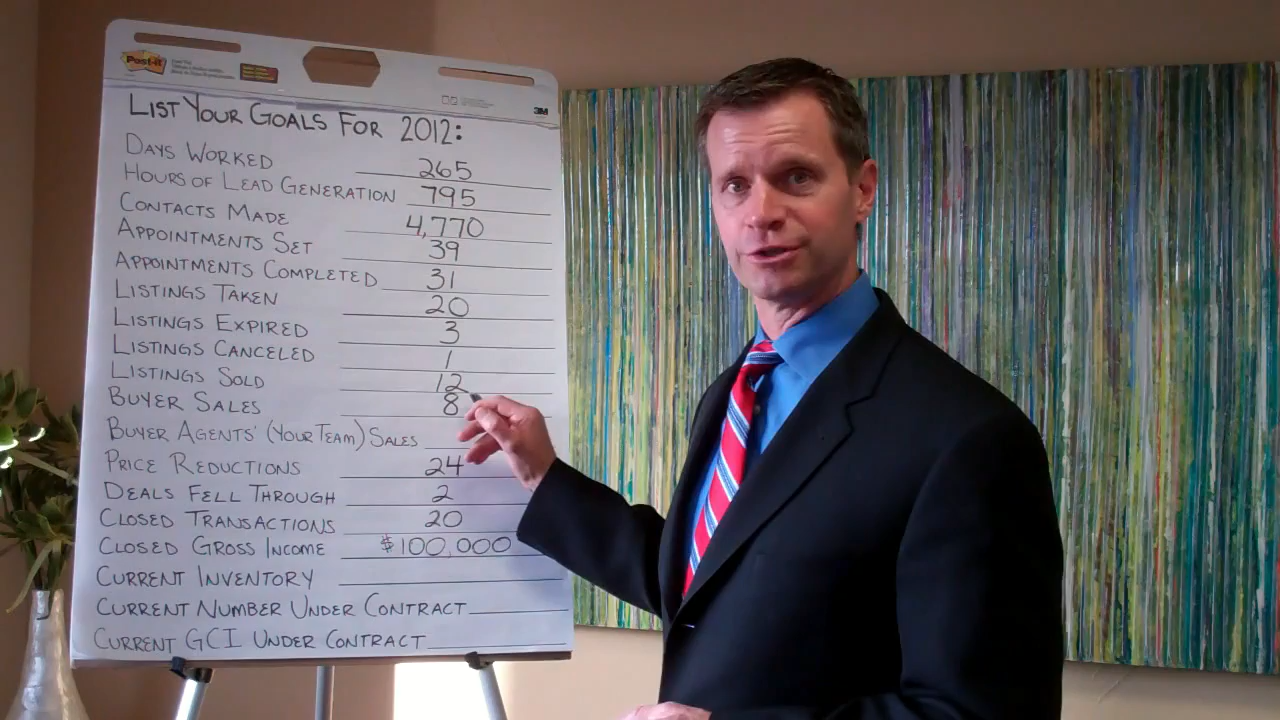 Post-it
3M
LIST YOUR GOALS FOR 2012:
DAYS WORKED 265
HOURS OF LEAD GENERATION 795
CONTACTS MADE 4,770
APPOINTMENTS SET 39
APPOINTMENTS COMPLETED 31
LISTINGS TAKEN 20
LISTINGS EXPIRED 3
LISTINGS CANCELED 1
LISTINGS SOLD 12
BUYER SALES 8
BUYER AGENTS' (YOUR TEAM) SALES
PRICE REDUCTIONS 24
DEALS FELL THROUGH 2
CLOSED TRANSACTIONS 20
CLOSED GROSS INCOME $100,000
CURRENT INVENTORY
CURRENT NUMBER UNDER CONTRACT
CURRENT GCI UNDER CONTRACT